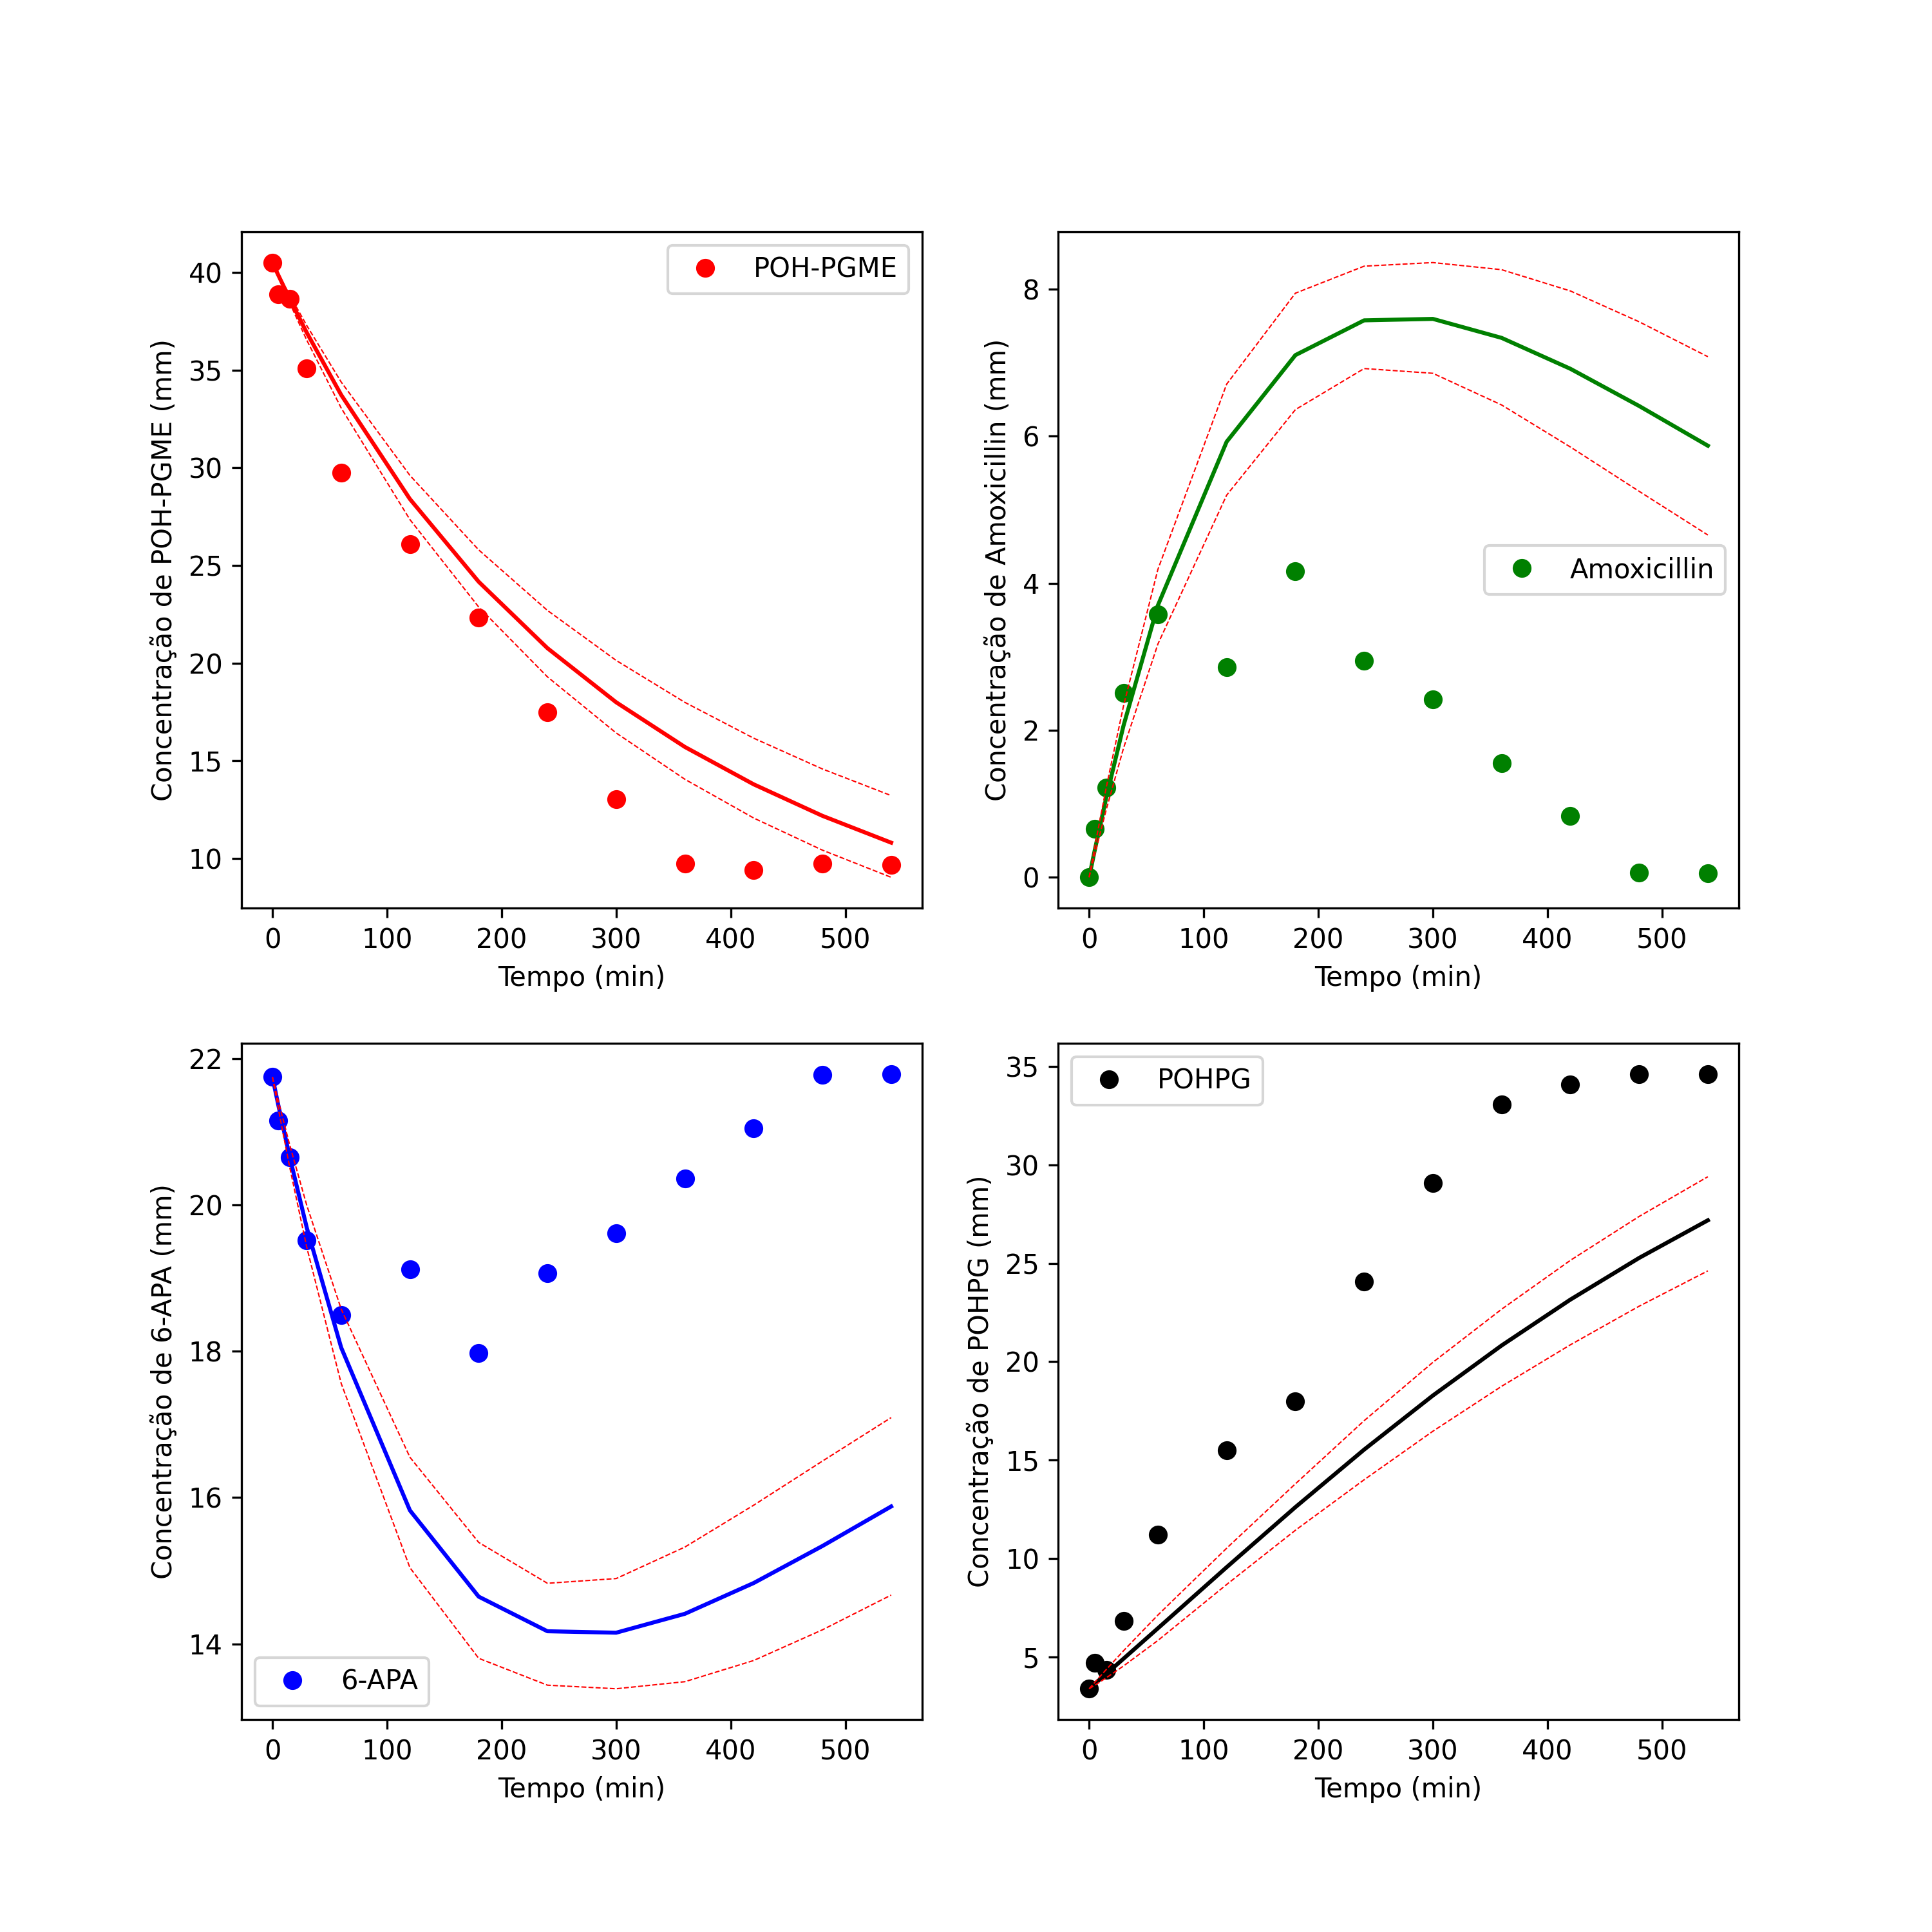 POH-PGME
Concentração de POH-PGME (mm)
40
35
30
25
20
15
10
0 100 200 300 400 500
Tempo (min)
Amoxicillin
Concentração de Amoxicillin (mm)
8
6
4
2
0
0 100 200 300 400 500
Tempo (min)
6-APA
Concentração de 6-APA (mm)
22
20
18
16
14
0 100 200 300 400 500
Tempo (min)
POHPG
Concentração de POHPG (mm)
35
30
25
20
15
10
5
0 100 200 300 400 500
Tempo (min)